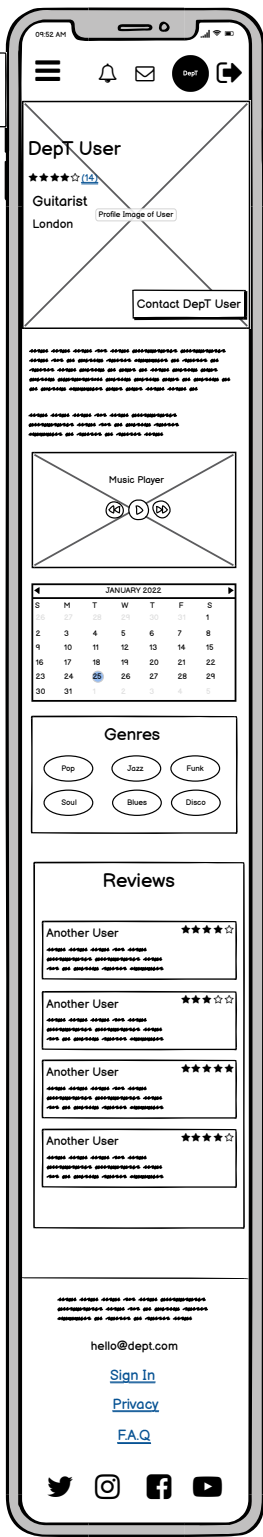 09:52 AM
DepT
DepT User
(14)
Guitarist
Profile Image of User
London
Contact DepT User
Music Player
JANUARY 2022
S M T W T F S
26 27 28 29 30 31 1
2 3 4 5 6 7 8
9 10 11 12 13 14 15
16 17 18 19 20 21 22
23 24 25 26 27 28 29
30 31 1 2 3 4 5
Genres
Pop Jazz Funk
Soul Blues Disco
Reviews
Another User
Another User
Another User
Another User
hello@dept.com
Sign In
Privacy
F.A.Q